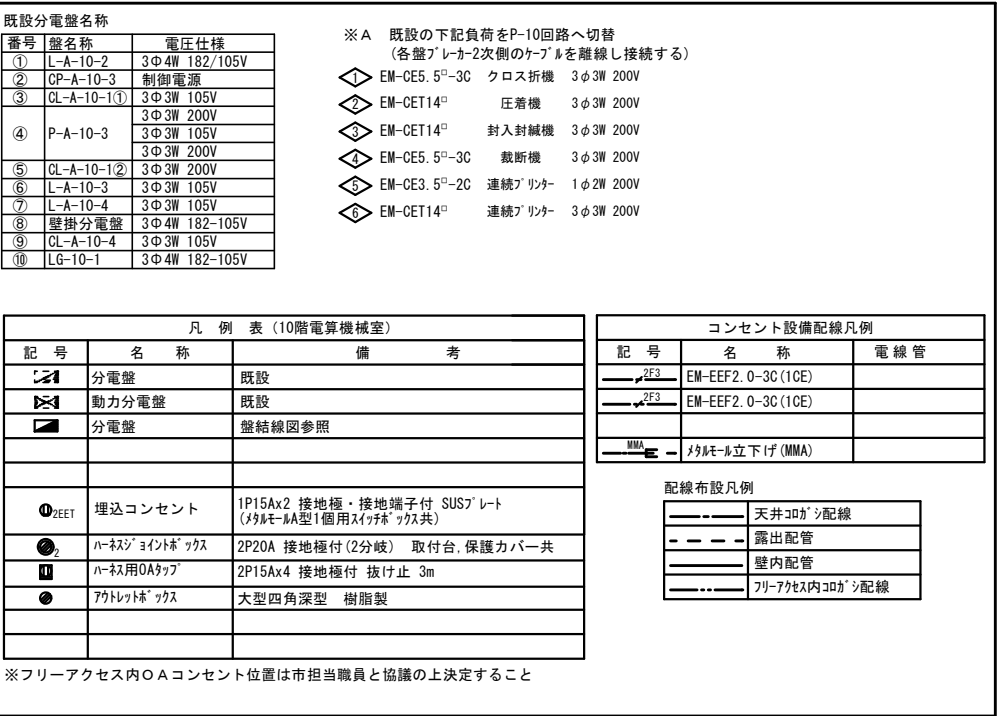 既設分電盤名称
番号 盤名称 電圧仕様
① L-A-10-2 3Φ4W 182/105V
② CP-A-10-3 制御電源
③ CL-A-10-1① 3Φ3W 105V
④ P-A-10-3 3Φ3W 200V
3Φ3W 105V
3Φ3W 200V
⑤ CL-A-10-1② 3Φ3W 200V
⑥ L-A-10-3 3Φ3W 105V
⑦ L-A-10-4 3Φ3W 105V
⑧ 壁掛分電盤 3Φ4W 182-105V
⑨ CL-A-10-4 3Φ3W 105V
⑩ LG-10-1 3Φ4W 182-105V
※A 既設の下記負荷をP-10回路へ切替
(各盤ﾌﾞﾚｰｶｰ2次側のｹｰﾌﾞﾙを離線し接続する)
1 EM-CE5.5□-3C クロス折機 3φ3W 200V
2 EM-CET14□ 圧着機 3φ3W 200V
3 EM-CET14□ 封入封緘機 3φ3W 200V
4 EM-CE5.5□-3C 裁断機 3φ3W 200V
5 EM-CE3.5□-2C 連続ﾌﾟﾘﾝﾀｰ 1φ2W 200V
6 EM-CET14□ 連続ﾌﾟﾘﾝﾀｰ 3φ3W 200V
凡 例 表(10階電算機械室)
記 号 名 称 備 考
分電盤 既設
動力分電盤 既設
分電盤 盤結線図参照
2EET 埋込コンセント 1P15Ax2 接地極・接地端子付 SUSﾌﾟﾚｰﾄ
(ﾒﾀﾙﾓｰﾙA型1個用ｽｲｯﾁﾎﾞｯｸｽ共)
2 ﾊｰﾈｽｼﾞｮｲﾝﾄﾎﾞｯｸｽ 2P20A 接地極付(2分岐) 取付台,保護カバー共
ﾊｰﾈｽ用OAﾀｯﾌﾟ 2P15Ax4 接地極付 抜け止 3m
ｱｳﾄﾚｯﾄﾎﾞｯｸｽ 大型四角深型 樹脂製
※フリーアクセス内OAコンセント位置は市担当職員と協議の上決定すること
コンセント設備配線凡例
記 号 名 称 電線管
2F3 EM-EEF2.0-3C(1CE)
2F3 EM-EEF2.0-3C(1CE)
MMA ﾒﾀﾙﾓｰﾙ立下げ(MMA)
配線布設凡例
天井ｺﾛｶﾞｼ配線
露出配管
壁内配管
ﾌﾘｰｱｸｾｽ内ｺﾛｶﾞｼ配線